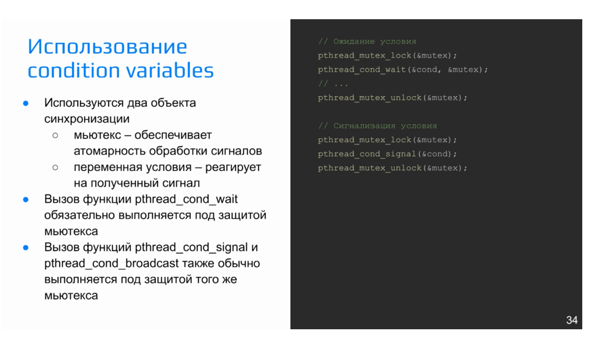 Использование
condition variables
● Используются два объекта
синхронизации
○ мьютекс – обеспечивает
атомарность обработки сигналов
○ переменная условия – реагирует
на полученный сигнал
● Вызов функции pthread_cond_wait
обязательно выполняется под защитой
мьютекса
● Вызов функций pthread_cond_signal и
pthread_cond_broadcast также обычно
выполняется под защитой того же
мьютекса
// Ожидание условия
pthread_mutex_lock(&mutex);
pthread_cond_wait(&cond, &mutex);
// ...
pthread_mutex_unlock(&mutex);
// Сигнализация условия
pthread_mutex_lock(&mutex);
pthread_cond_signal(&cond);
pthread_mutex_unlock(&mutex);
34